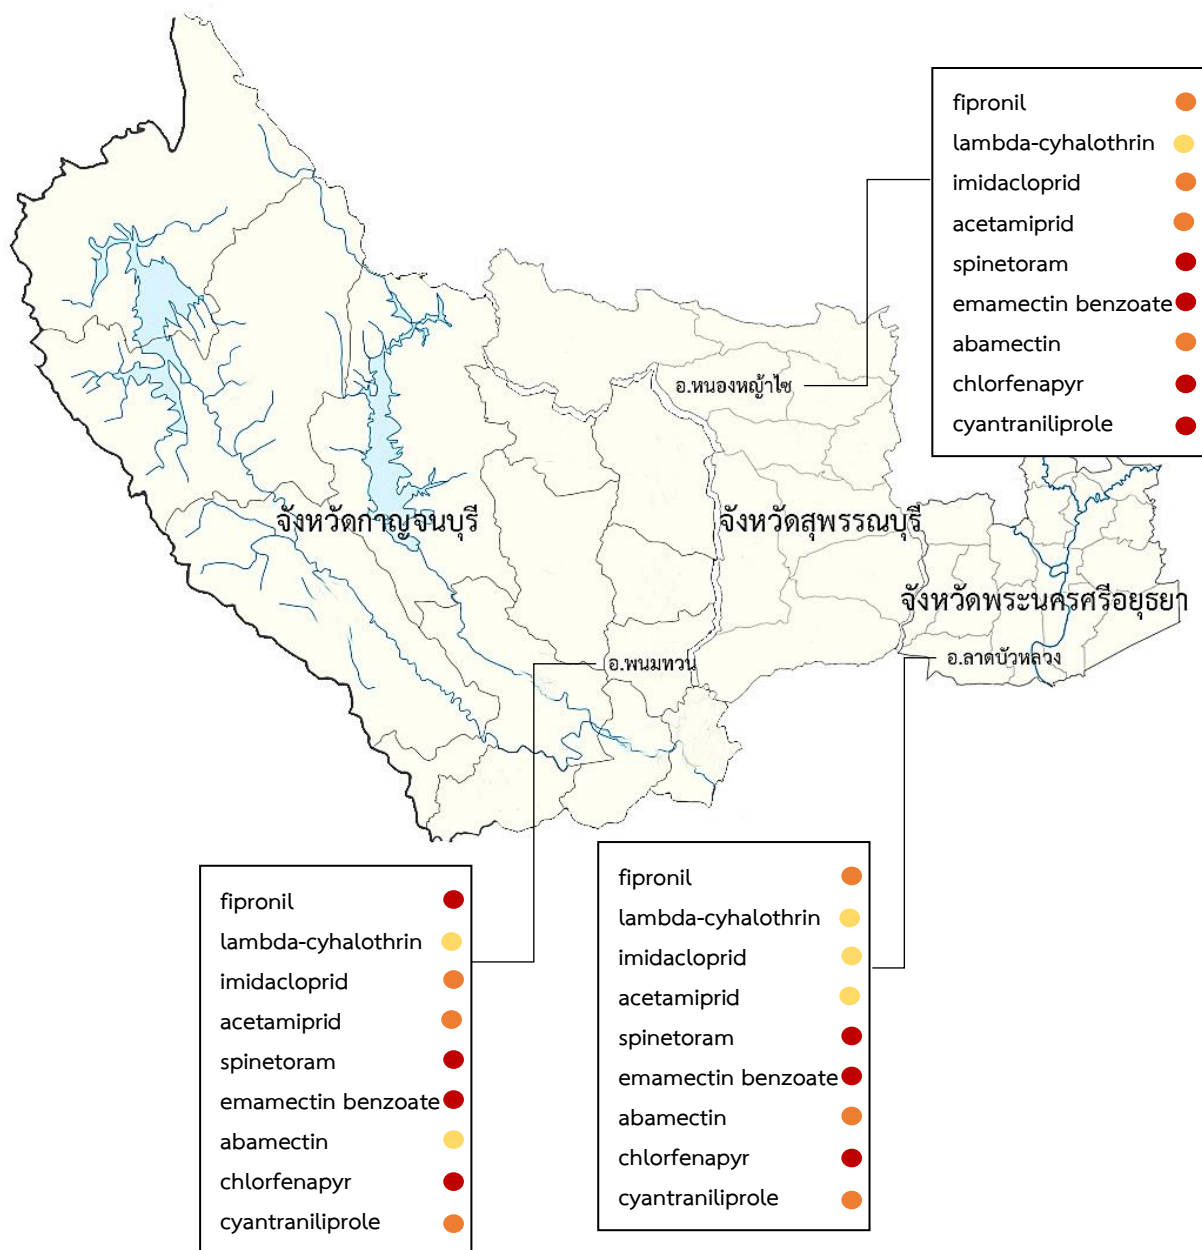 fipronil
lambda-cyhalothrin
imidacloprid
acetamiprid
spinetoram
emamectin benzoate
abamectin
chlorfenapyr
cyantraniliprole
อ.หนองหญ้าไซ
จังหวัดกาญจนบุรี
จังหวัดสุพรรณบุรี
จังหวัดพระนครศรีอยุธยา
อ.พนมทวน
อ.ลาดบัวหลวง
fipronil
lambda-cyhalothrin
imidacloprid
acetamiprid
spinetoram
emamectin benzoate
abamectin
chlorfenapyr
cyantraniliprole
fipronil
lambda-cyhalothrin
imidacloprid
acetamiprid
spinetoram
emamectin benzoate
abamectin
chlorfenapyr
cyantraniliprole